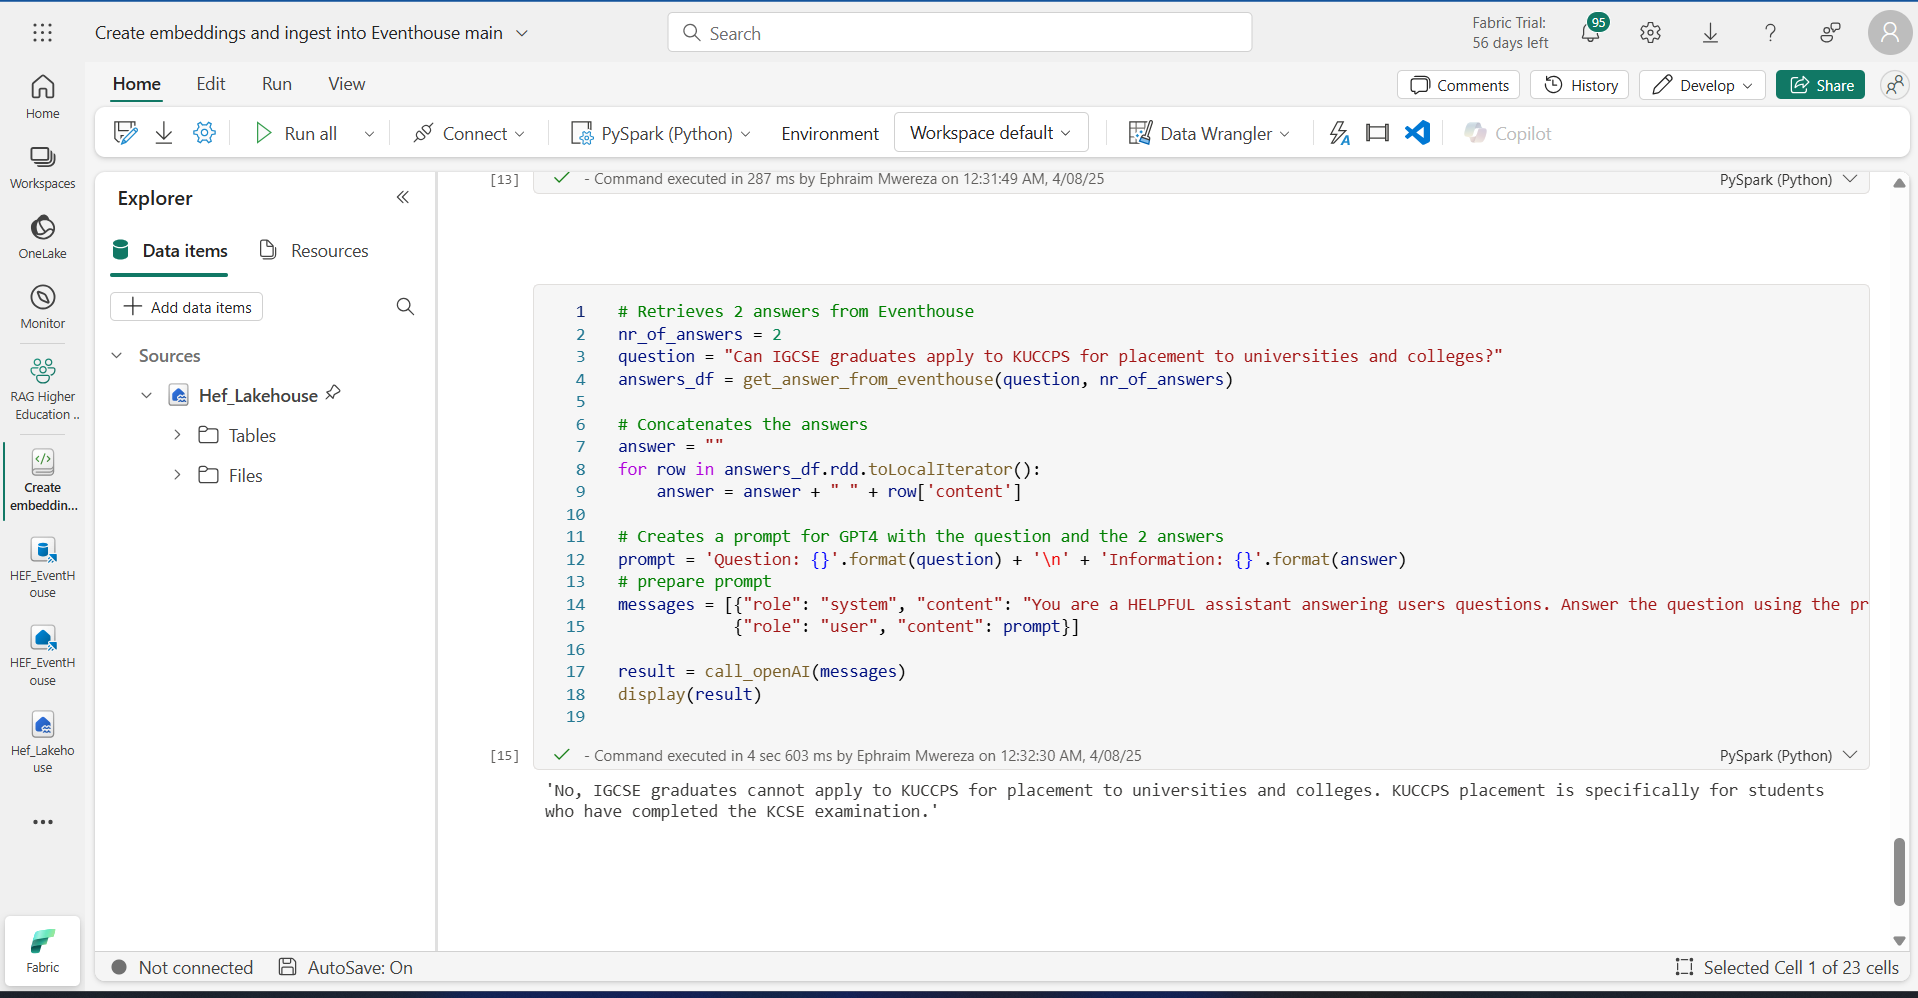 Create embeddings and ingest into Eventhouse main
Search
Fabric Trial:
56 days left
95
Home
Edit
Run
View
Comments
History
Develop
Share
Run all
Connect
PySpark (Python)
Environment
Workspace default
Data Wrangler
Copilot
Home
Workspaces
OneLake
Monitor
RAG Higher
Education ..
Create
embeddin...
HEF_EventH
ouse
HEF_EventH
ouse
Hef_Lakeho
use
Fabric
Explorer
Data items
Resources
Add data items
Sources
Hef_Lakehouse
Tables
Files
[13]
- Command executed in 287 ms by Ephraim Mwereza on 12:31:49 AM, 4/08/25
PySpark (Python)
1 # Retrieves 2 answers from Eventhouse
2 nr_of_answers = 2
3 question = "Can IGCSE graduates apply to KUCCPS for placement to universities and colleges?"
4 answers_df = get_answer_from_eventhouse(question, nr_of_answers)
5
6 # Concatenates the answers
7 answer = ""
8 for row in answers_df.rdd.toLocalIterator():
9     answer = answer + " " + row['content']
10
11 # Creates a prompt for GPT4 with the question and the 2 answers
12 prompt = 'Question: {}'.format(question) + '\n' + 'Information: {}'.format(answer)
13 # prepare prompt
14 messages = [{"role": "system", "content": "You are a HELPFUL assistant answering users questions. Answer the question using the pr
15             {"role": "user", "content": prompt}]
16
17 result = call_openAI(messages)
18 display(result)
19
[15]
- Command executed in 4 sec 603 ms by Ephraim Mwereza on 12:32:30 AM, 4/08/25
PySpark (Python)
'No, IGCSE graduates cannot apply to KUCCPS for placement to universities and colleges. KUCCPS placement is specifically for students
who have completed the KCSE examination.'
Not connected
AutoSave: On
Selected Cell 1 of 23 cells